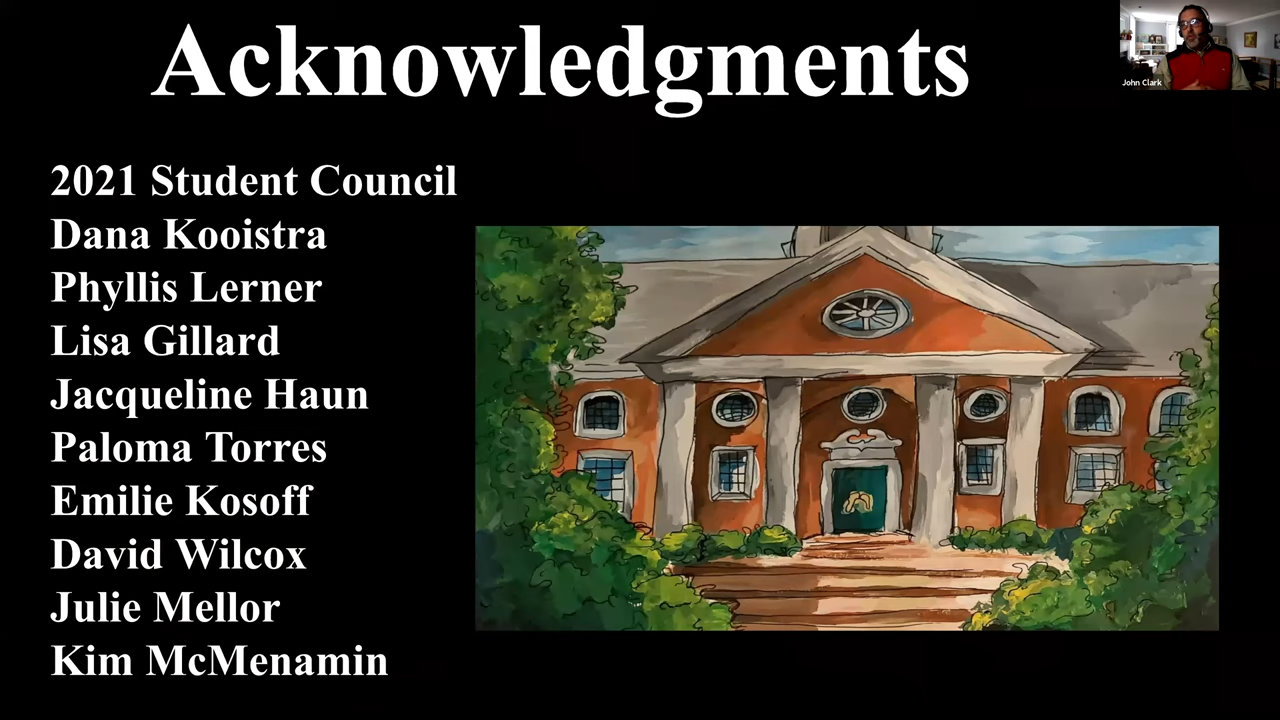 Acknowledgments
John Clark
2021 Student Council
Dana Kooistra
Phyllis Lerner
Lisa Gillard
Jacqueline Haun
Paloma Torres
Emilie Kosoff
David Wilcox
Julie Mellor
Kim McMenamin